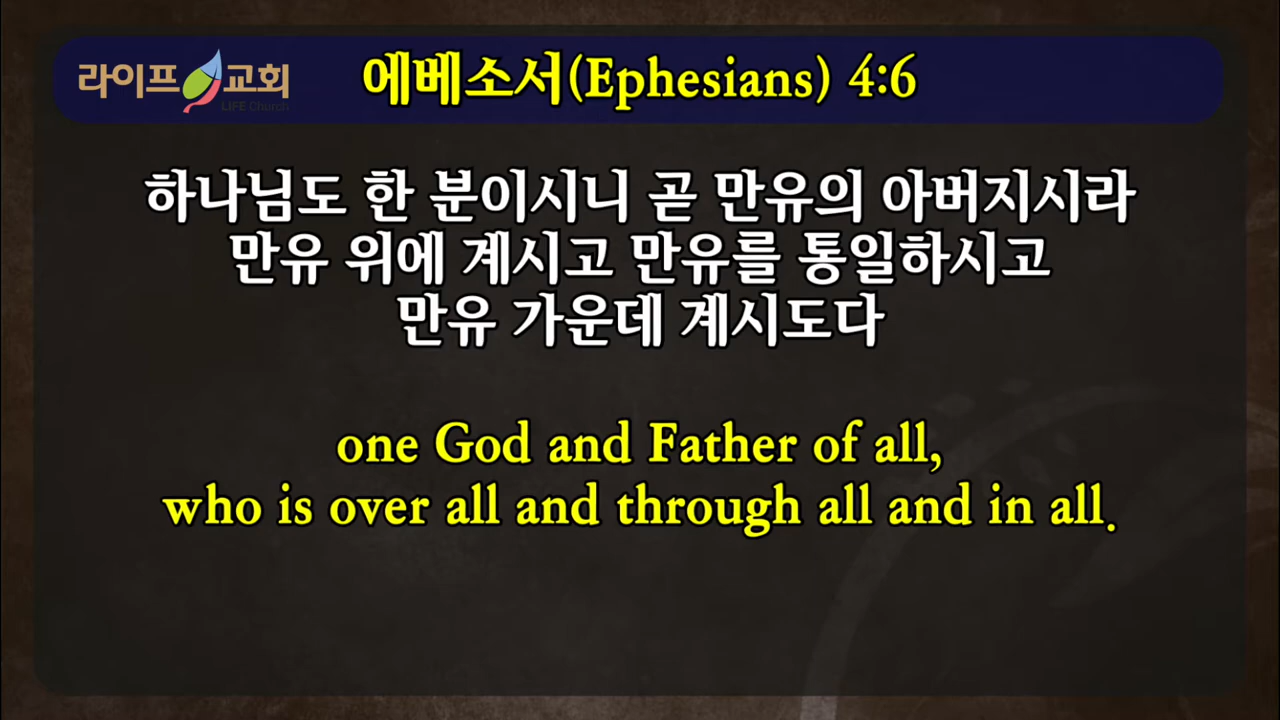 라이프교회
LIFE Church
에베소서(Ephesians) 4:6
하나님도 한 분이시니 곧 만유의 아버지시라
만유 위에 계시고 만유를 통일하시고
만유 가운데 계시도다
one God and Father of all,
who is over all and through all and in all.